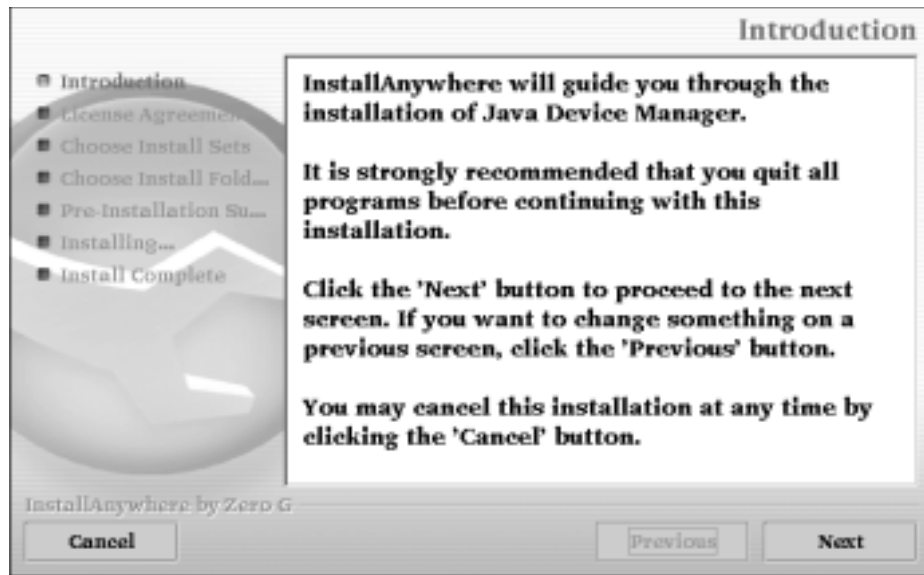 Introduction
Introduction
License Agreemen...
Choose Install Sets
Choose Install Fold...
Pre-Installation Su...
Installing...
Install Complete
InstallAnywhere will guide you through the
installation of Java Device Manager.
It is strongly recommended that you quit all
programs before continuing with this
installation.
Click the 'Next' button to proceed to the next
screen. If you want to change something on a
previous screen, click the 'Previous' button.
You may cancel this installation at any time by
clicking the 'Cancel' button.
InstallAnywhere by Zero G
Cancel
Previous
Next